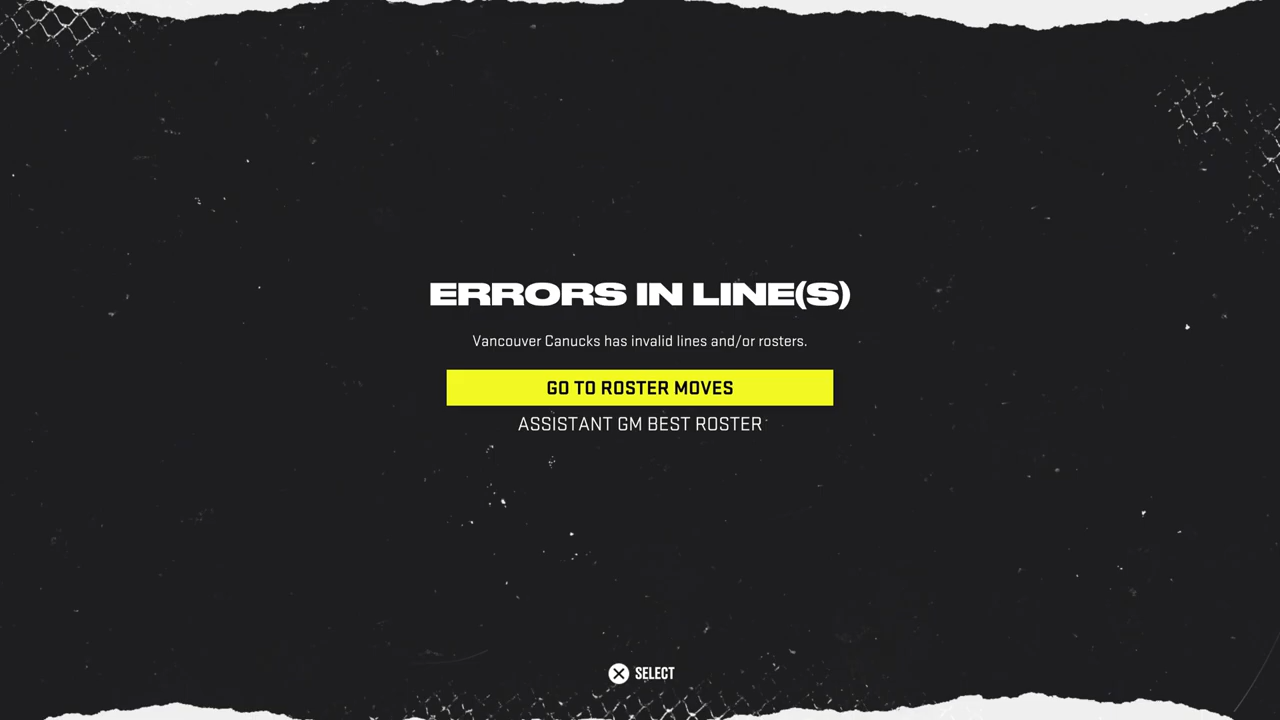 ERRORS IN LINE(S)
Vancouver Canucks has invalid lines and/or rosters.
GO TO ROSTER MOVES
ASSISTANT GM BEST ROSTER
SELECT